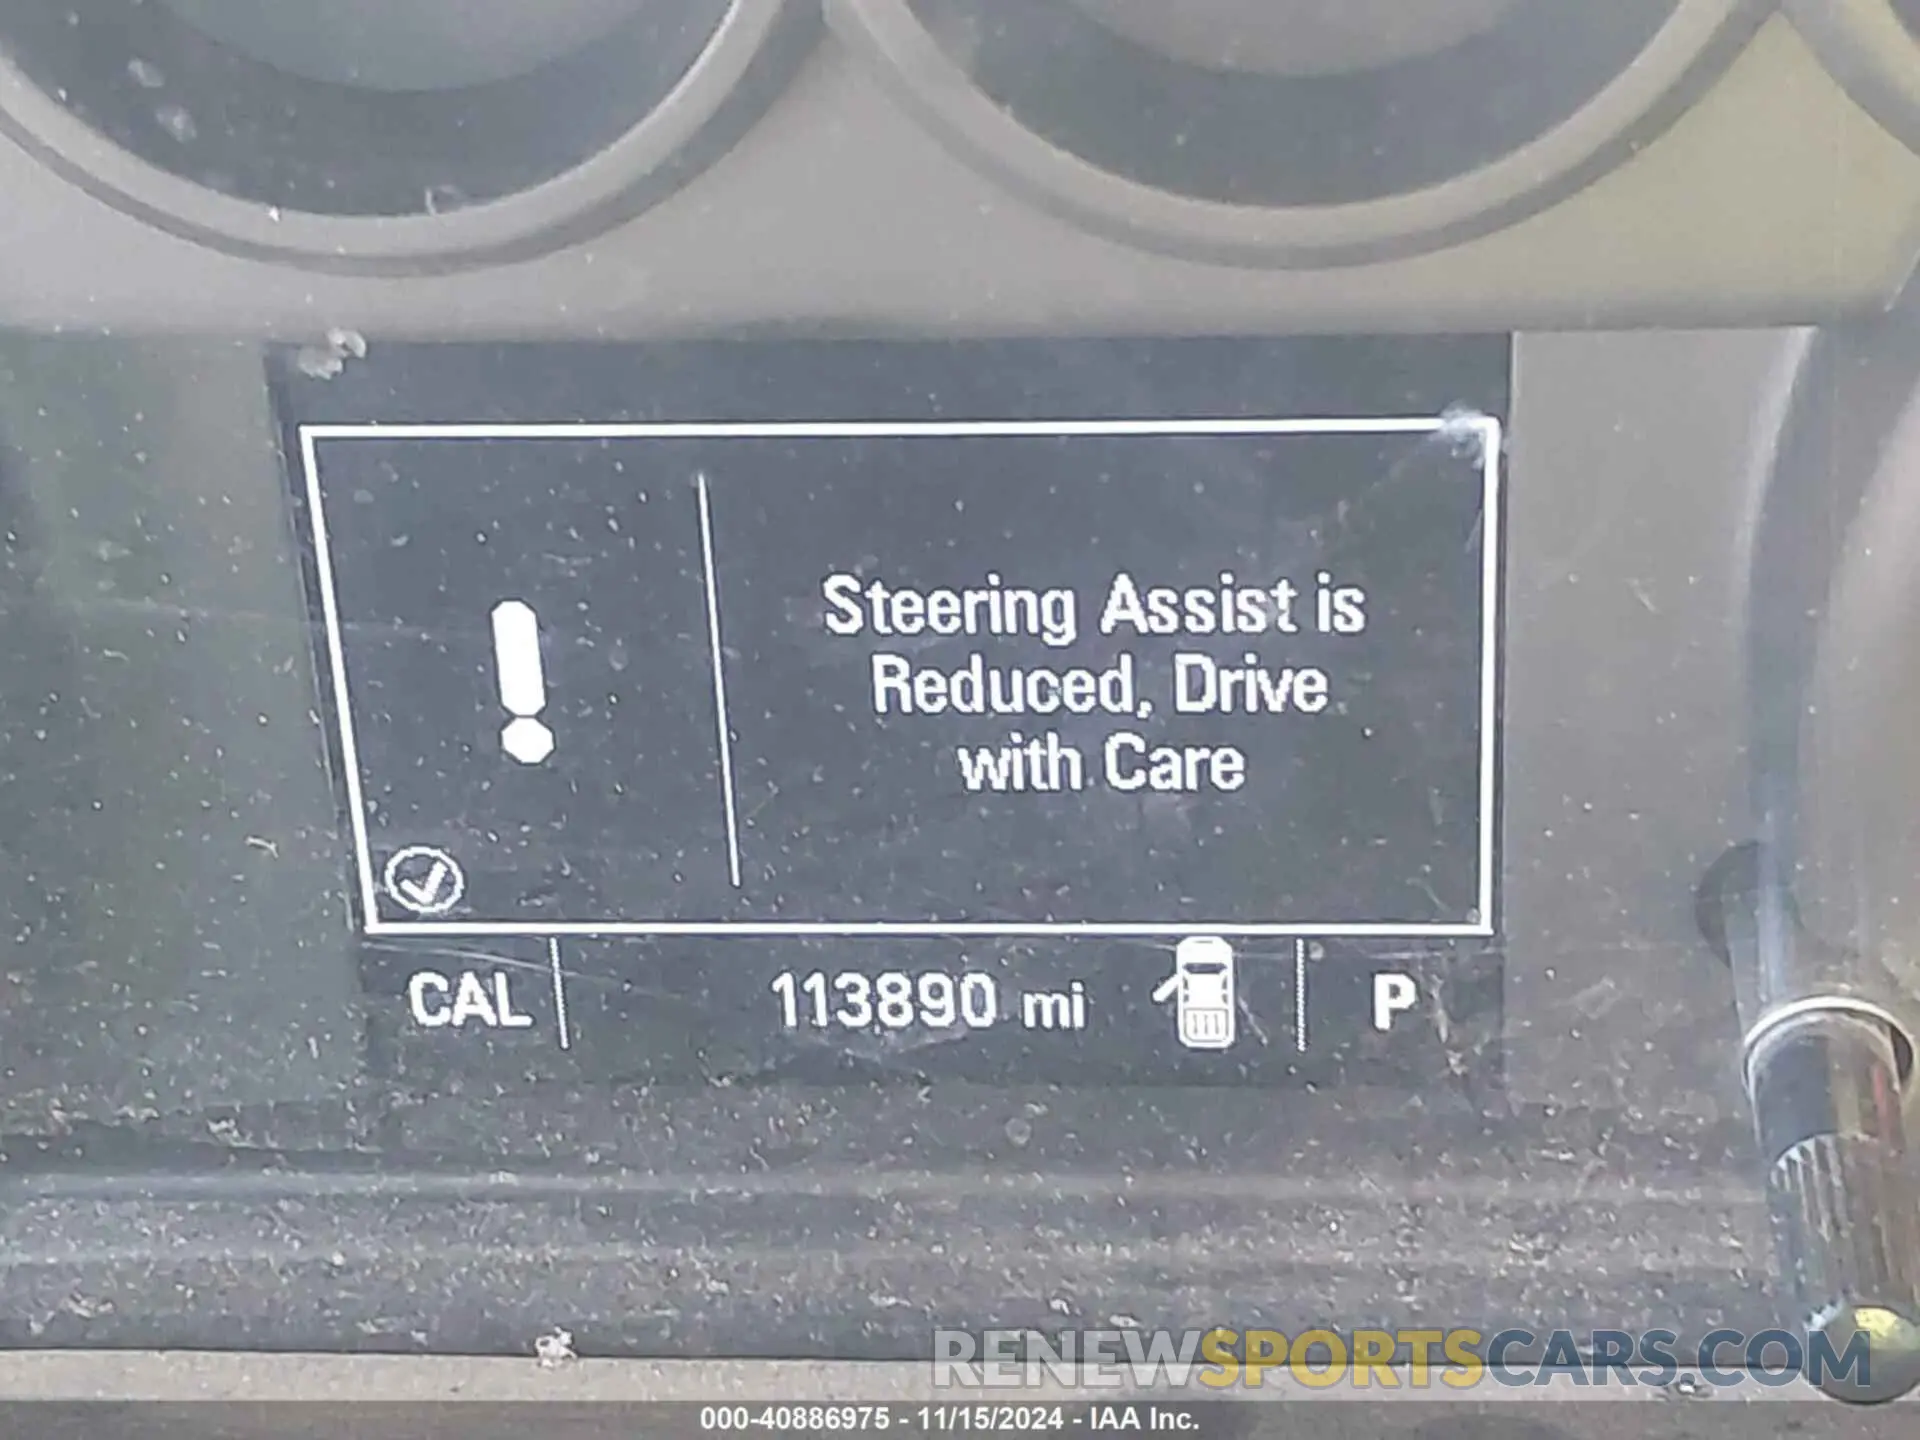 Steering Assist is
Reduced, Drive
with Care
CAL 113890 mi P
RENEWSPORTSCARS.COM
000-40886975 - 11/15/2024 - IAA Inc.